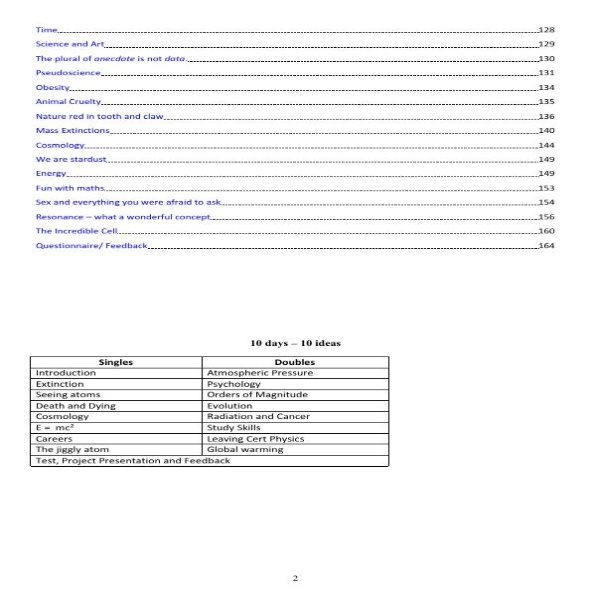 Time 128
Science and Art 129
The plural of anecdote is not data. 130
Pseudoscience 131
Obesity 134
Animal Cruelty 135
Nature red in tooth and claw 136
Mass Extinctions 140
Cosmology 144
We are stardust 149
Energy 149
Fun with maths 153
Sex and everything you were afraid to ask 154
Resonance – what a wonderful concept 156
The Incredible Cell 160
Questionnaire/ Feedback 164
10 days – 10 ideas
Singles Doubles
Introduction Atmospheric Pressure
Extinction Psychology
Seeing atoms Orders of Magnitude
Death and Dying Evolution
Cosmology Radiation and Cancer
E = mc² Study Skills
Careers Leaving Cert Physics
The jiggly atom Global warming
Test, Project Presentation and Feedback
2